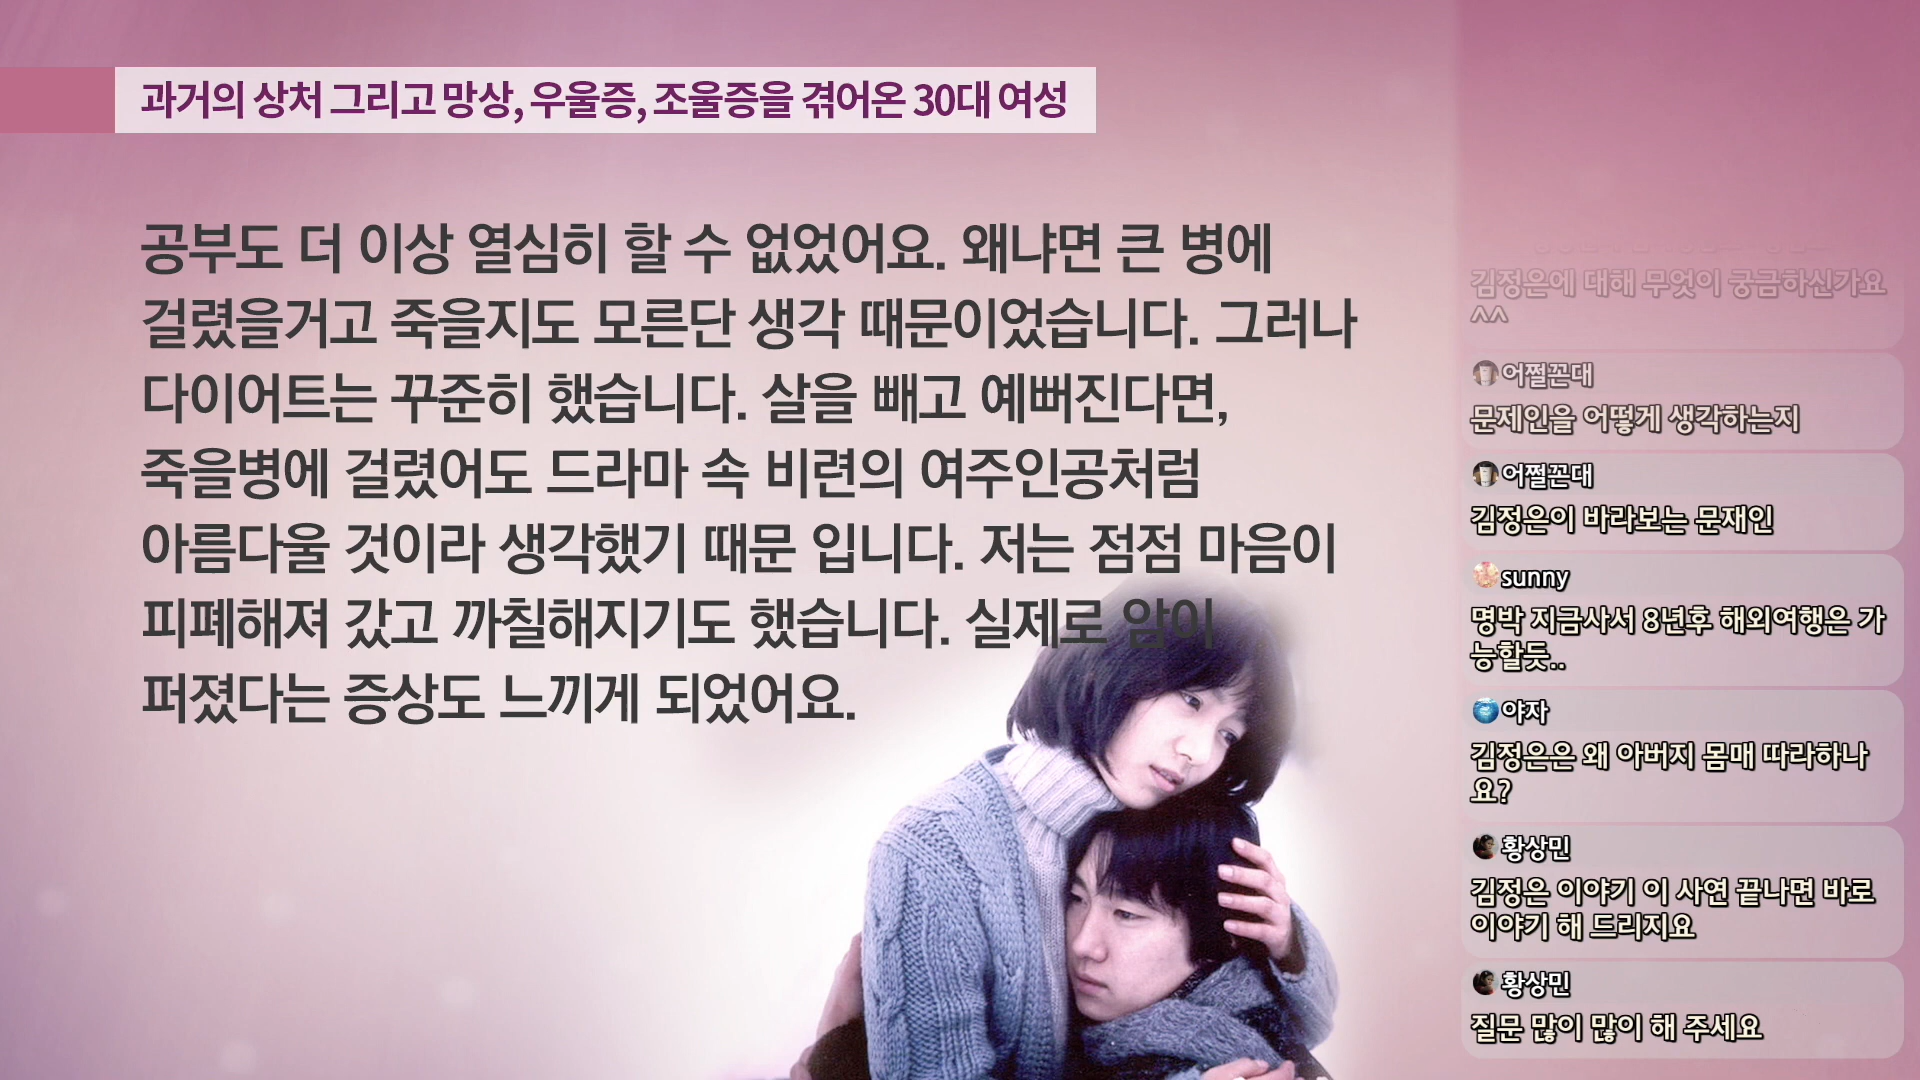 과거의 상처 그리고 망상, 우울증, 조울증을 겪어온 30대 여성
공부도 더 이상 열심히 할 수 없었어요. 왜냐면 큰 병에
걸렸을거고 죽을지도 모른단 생각 때문이었습니다. 그러나
다이어트는 꾸준히 했습니다. 살을 빼고 예뻐진다면,
죽을병에 걸렸어도 드라마 속 비련의 여주인공처럼
아름다울 것이라 생각했기 때문 입니다. 저는 점점 마음이
피폐해져 갔고 까칠해지기도 했습니다. 실제로 암이
퍼졌다는 증상도 느끼게 되었어요.
김정은에 대해 무엇이 궁금하신가요
^^
어쩔꼰대
문제인을 어떻게 생각하는지
어쩔꼰대
김정은이 바라보는 문재인
sunny
명박 지금사서 8년후 해외여행은 가
능할듯..
야자
김정은은 왜 아버지 몸매 따라하나
요?
황상민
김정은 이야기 이 사연 끝나면 바로
이야기 해 드리지요
황상민
질문 많이 많이 해 주세요